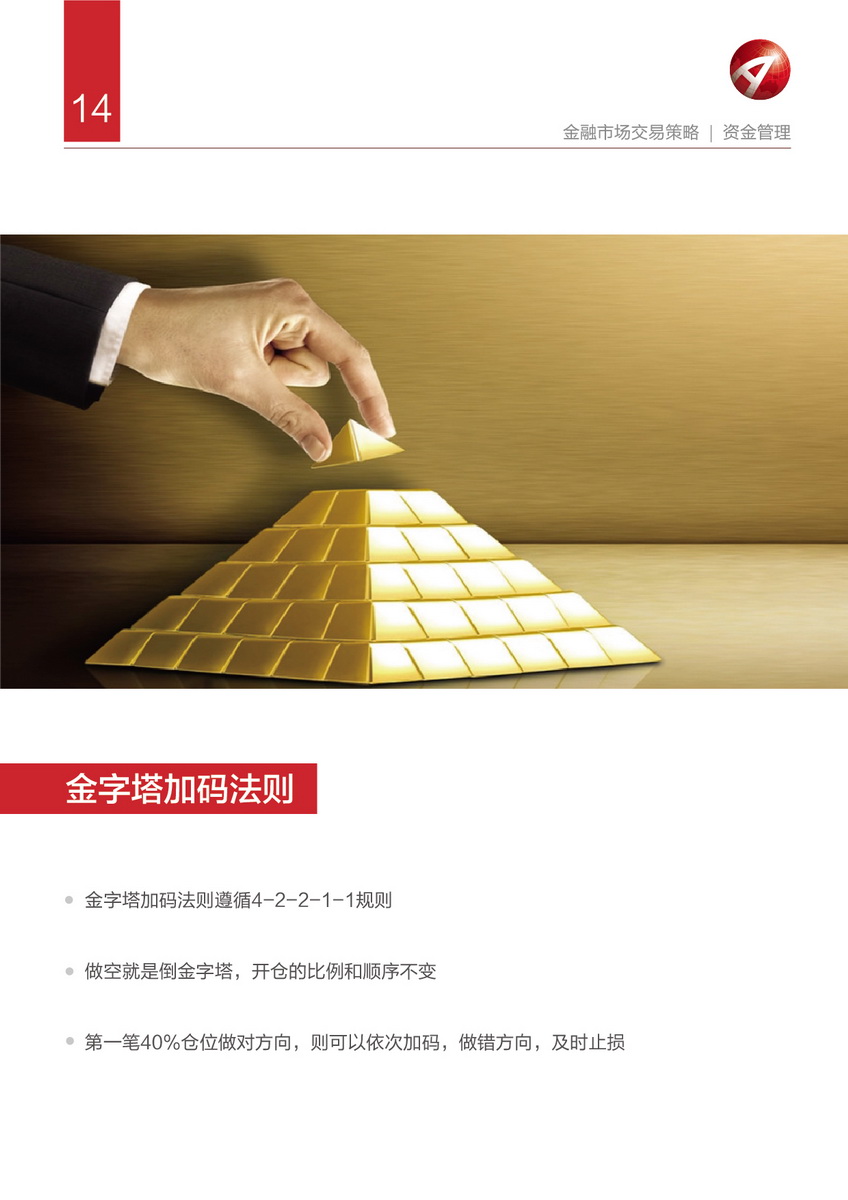 14
金融市场交易策略 | 资金管理
金字塔加码法则
金字塔加码法则遵循4-2-2-1-1规则
做空就是倒金字塔，开仓的比例和顺序不变
第一笔40%仓位做对方向，则可以依次加码，做错方向，及时止损